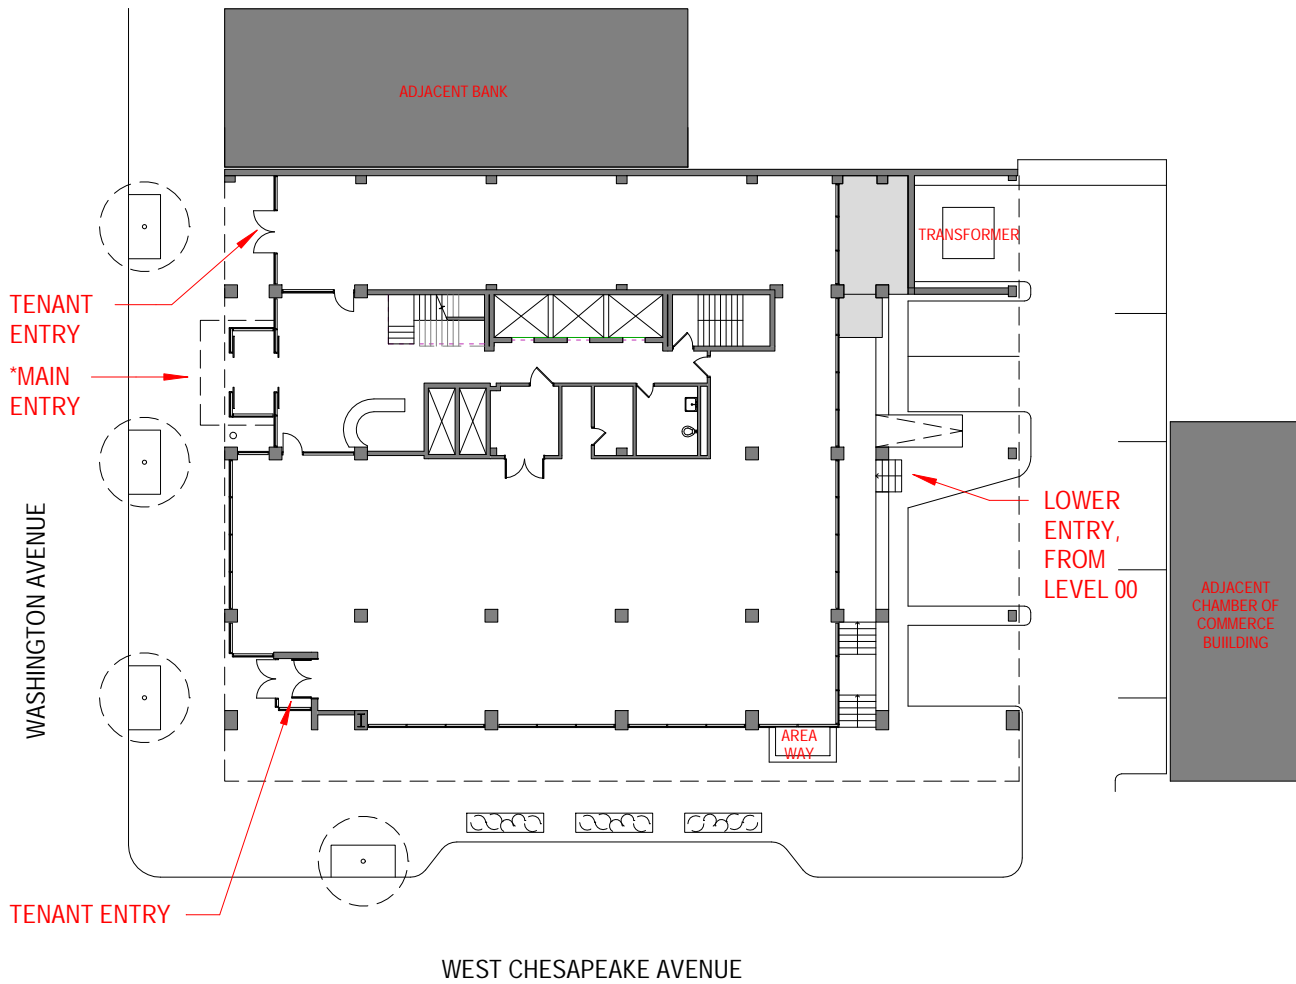 ADJACENT BANK
TRANSFORMER
TENANT
ENTRY
*MAIN
ENTRY
WASHINGTON AVENUE
LOWER
ENTRY,
FROM
LEVEL 00
ADJACENT
CHAMBER OF
COMMERCE
BUIILDING
AREA
WAY
TENANT ENTRY
WEST CHESAPEAKE AVENUE